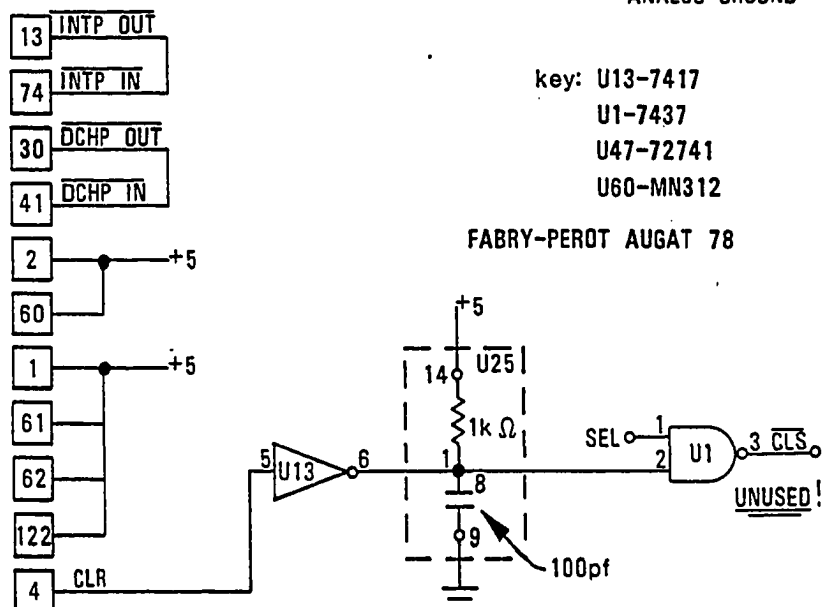 ANALOG GROUND
13 INTP OUT
74 INTP IN
30 DCHP OUT
41 DCHP IN
2 +5
60
1 +5
61
62
122
4 CLR
key: U13-7417
U1-7437
U47-72741
U60-MN312
FABRY-PEROT AUGAT 78
+5
U25
14
1k Ω
5 U13 6
1
8
9
100pf
SEL
1
2
U1
3 CLS
UNUSED!